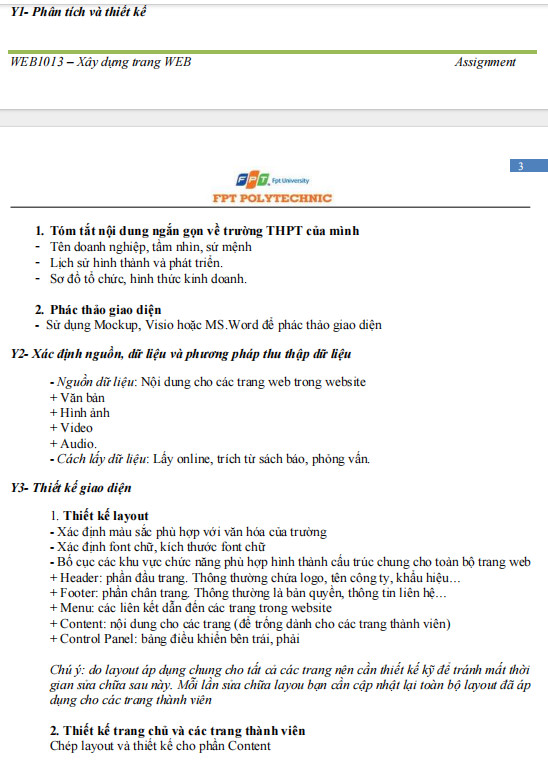 Y1- Phân tích và thiết kế
WEB1013 – Xây dựng trang WEB Assignment
3
FPT Fpt University
FPT POLYTECHNIC
1. Tóm tắt nội dung ngắn gọn về trường THPT của mình
- Tên doanh nghiệp, tầm nhìn, sứ mệnh
- Lịch sử hình thành và phát triển.
- Sơ đồ tổ chức, hình thức kinh doanh.
2. Phác thảo giao diện
- Sử dụng Mockup, Visio hoặc MS.Word để phác thảo giao diện
Y2- Xác định nguồn, dữ liệu và phương pháp thu thập dữ liệu
- Nguồn dữ liệu: Nội dung cho các trang web trong website
+ Văn bản
+ Hình ảnh
+ Video
+ Audio.
- Cách lấy dữ liệu: Lấy online, trích từ sách báo, phỏng vấn.
Y3- Thiết kế giao diện
1. Thiết kế layout
- Xác định màu sắc phù hợp với văn hóa của trường
- Xác định font chữ, kích thước font chữ
- Bố cục các khu vực chức năng phù hợp hình thành cấu trúc chung cho toàn bộ trang web
+ Header: phần đầu trang. Thông thường chứa logo, tên công ty, khẩu hiệu…
+ Footer: phần chân trang. Thông thường là bản quyền, thông tin liên hệ…
+ Menu: các liên kết dẫn đến các trang trong website
+ Content: nội dung cho các trang (để trống dành cho các trang thành viên)
+ Control Panel: bảng điều khiển bên trái, phải
Chú ý: do layout áp dụng chung cho tất cả các trang nên cần thiết kế kỹ để tránh mất thời
gian sửa chữa sau này. Mỗi lần sửa chữa layou bạn cần cập nhật lại toàn bộ layout đã áp
dụng cho các trang thành viên
2. Thiết kế trang chủ và các trang thành viên
Chép layout và thiết kế cho phần Content